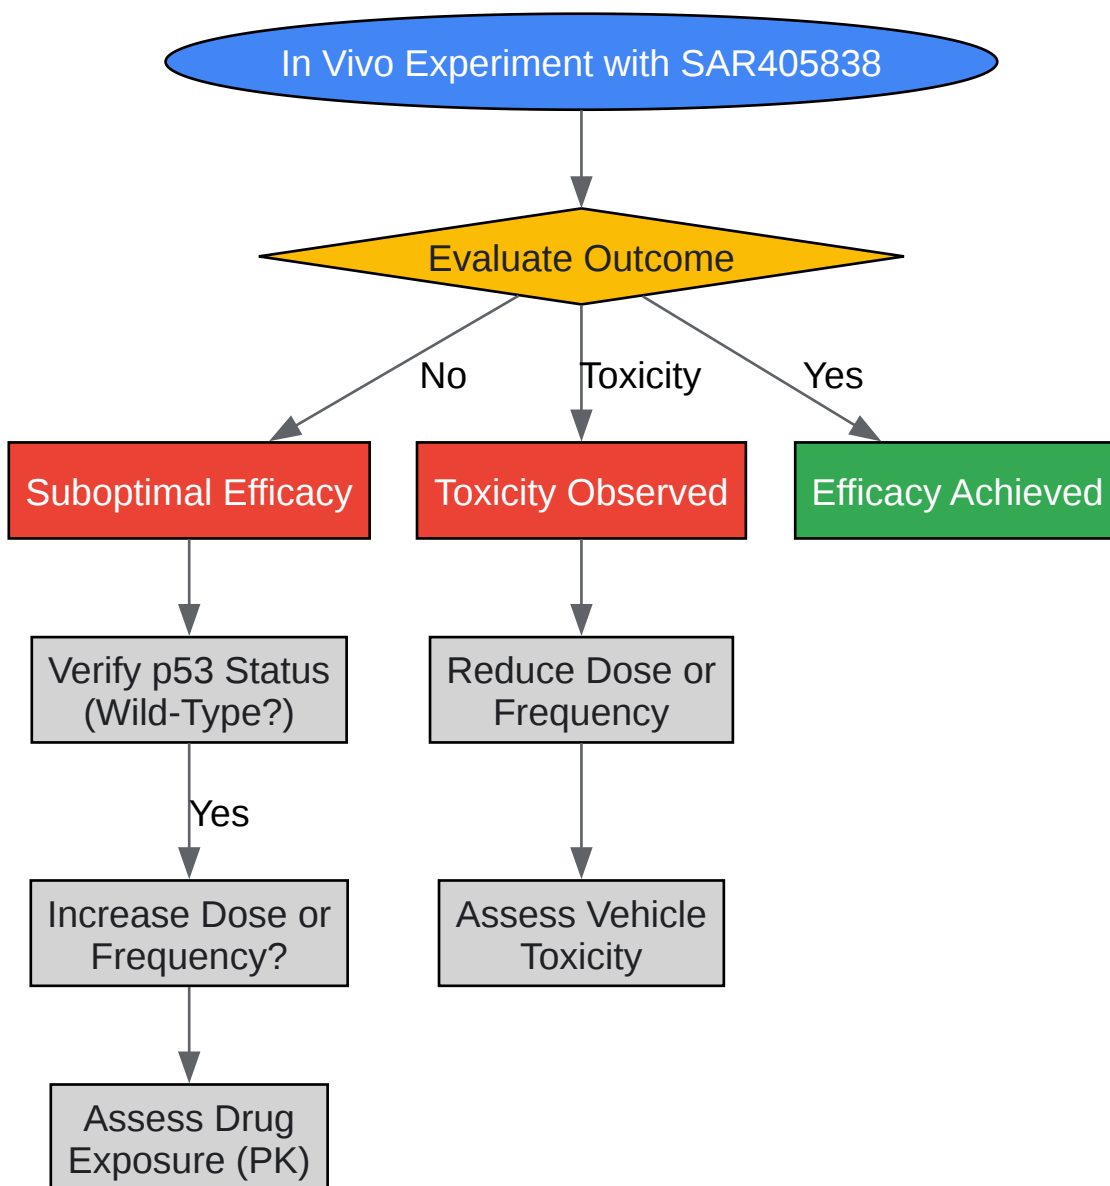 In Vivo Experiment with SAR405838
Evaluate Outcome
No
Toxicity
Yes
Suboptimal Efficacy
Toxicity Observed
Efficacy Achieved
Verify p53 Status
(Wild-Type?)
Reduce Dose or
Frequency
Yes
Increase Dose or
Frequency?
Assess Vehicle
Toxicity
Assess Drug
Exposure (PK)